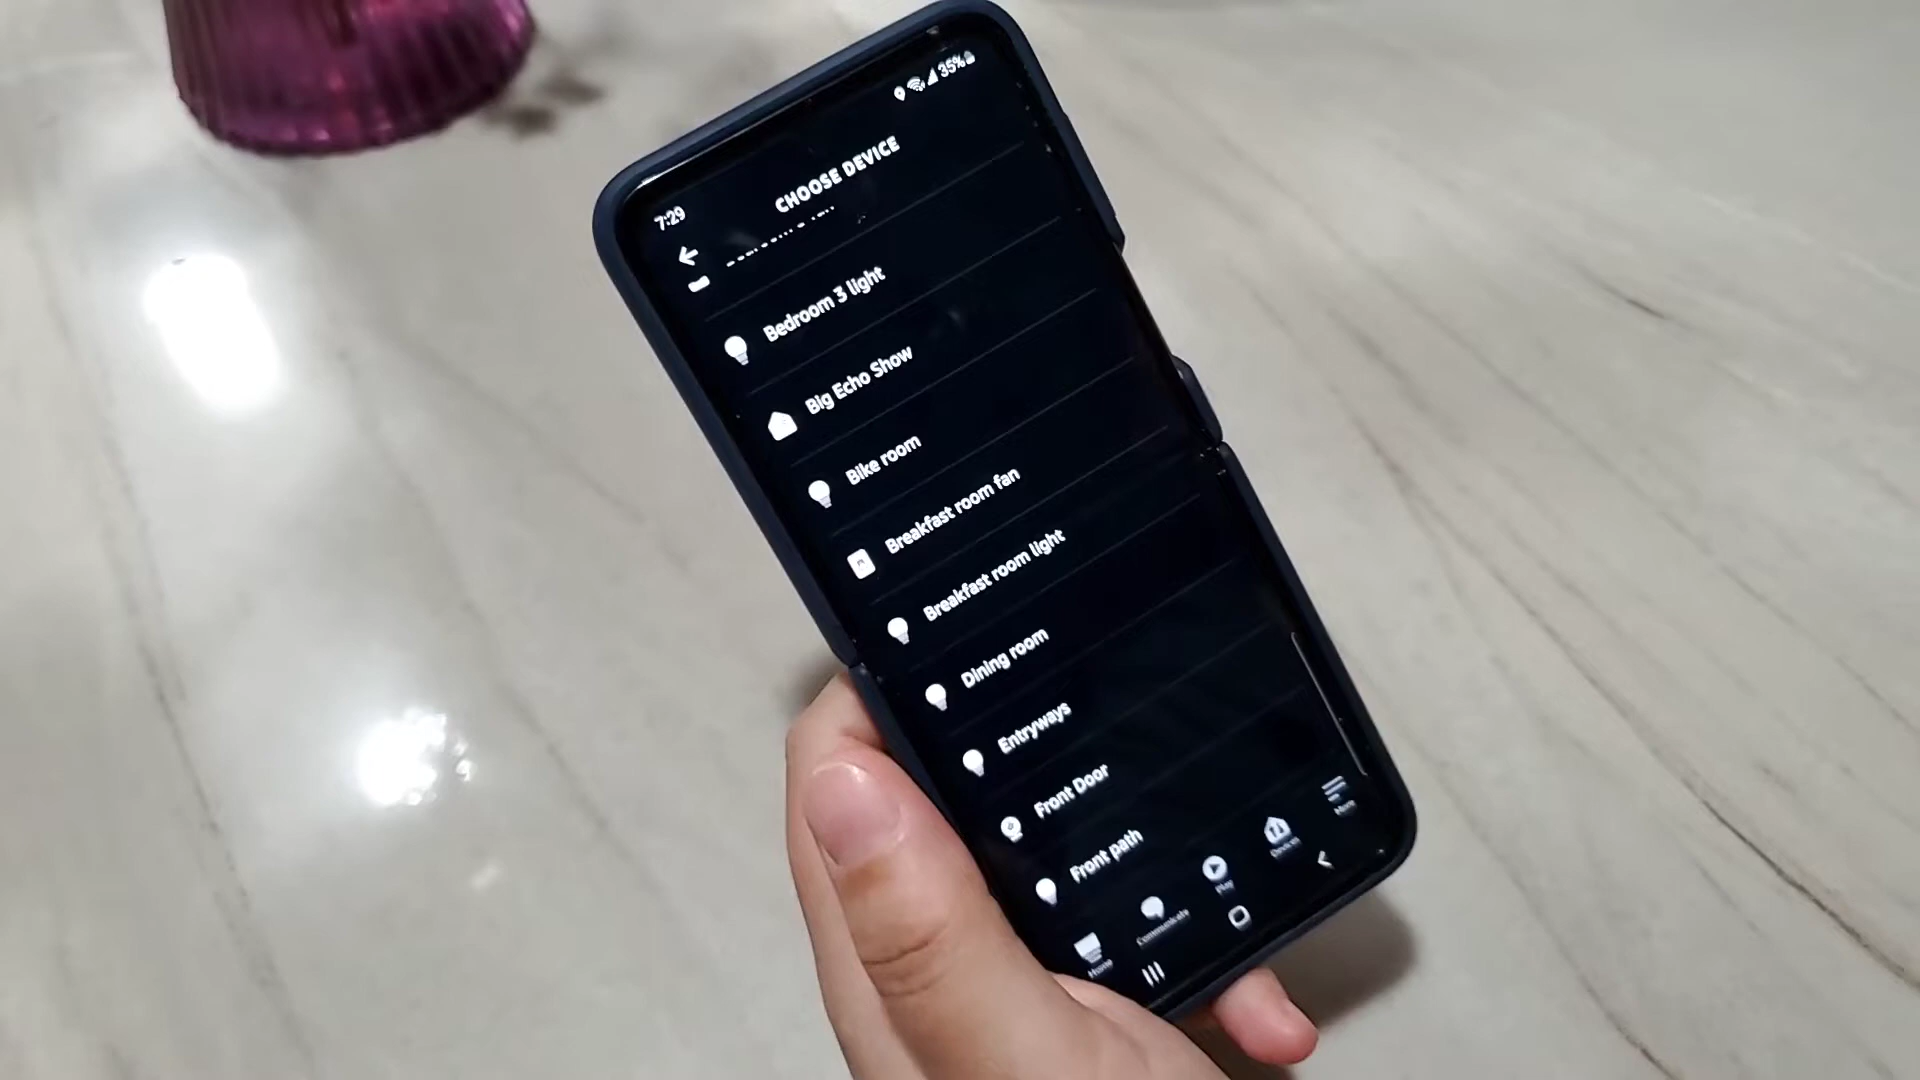 7:29
35%
CHOOSE DEVICE
Bedroom 3 light
Big Echo Show
Bike room
Breakfast room fan
Breakfast room light
Dining room
Entryways
Front Door
Front path
Home
Communicate
Play
Devices
More